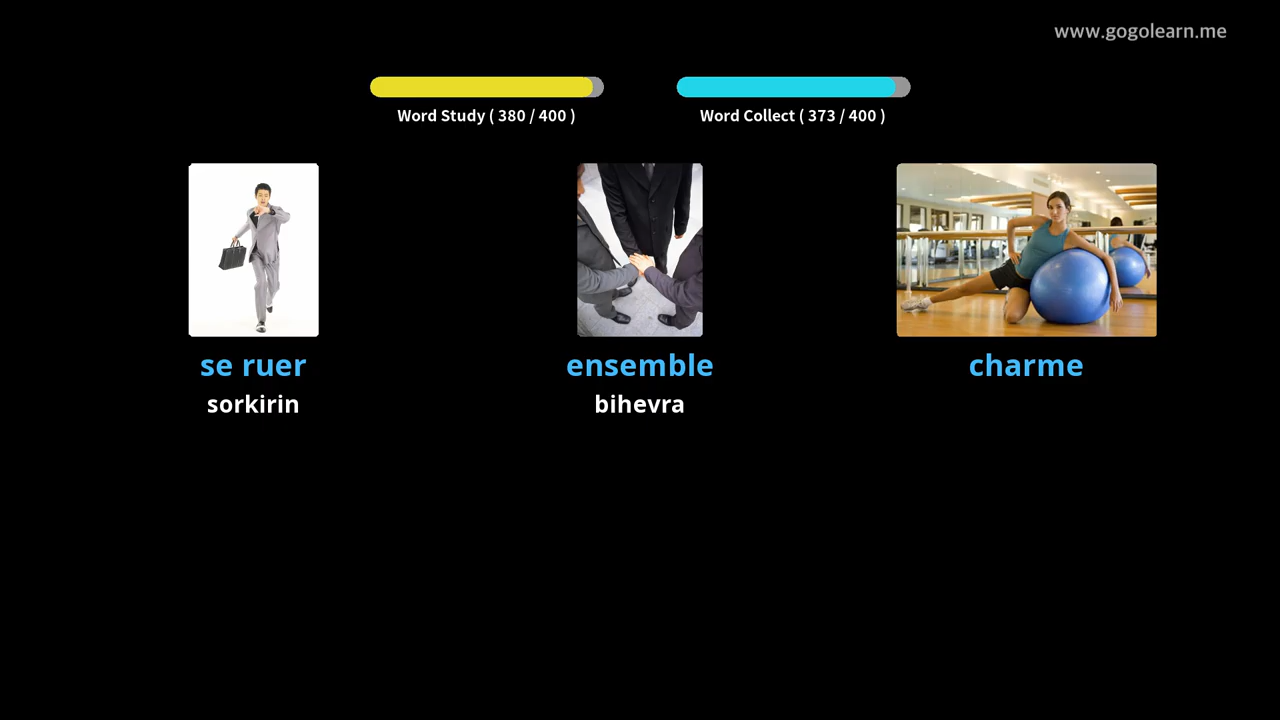 www.gogolearn.me
Word Study ( 380 / 400 )
Word Collect ( 373 / 400 )
se ruer
sorkirin
ensemble
bihevra
charme